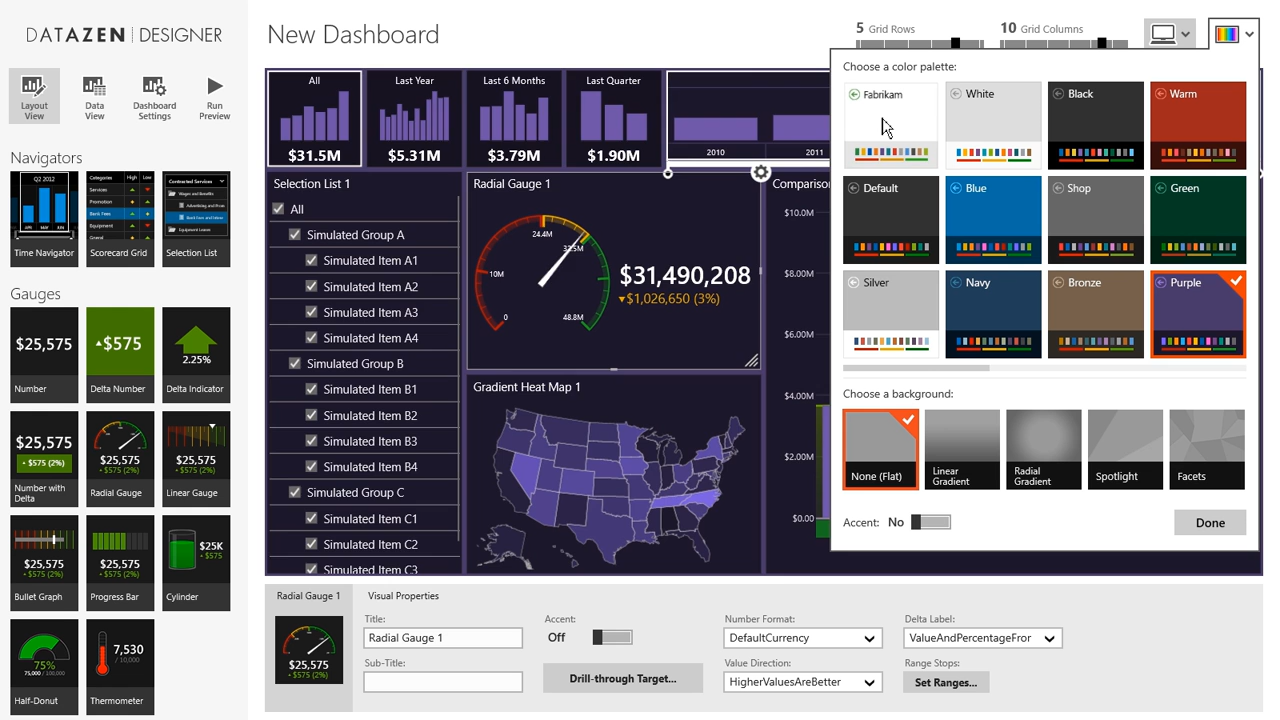 DATAZEN DESIGNER
Layout View
Data View
Dashboard Settings
Run Preview
Navigators
Time Navigator
Scorecard Grid
Selection List
Gauges
$25,575
Number
$575
Delta Number
2.25%
Delta Indicator
$25,575
$575 (2%)
Number with Delta
$25,575
$575 (2%)
Radial Gauge
$25,575
$575 (2%)
Linear Gauge
$25,575
$575 (2%)
Bullet Graph
$25,575
$575 (2%)
Progress Bar
$25K
$575
Cylinder
75%
75,000 / 100,000
Half-Donut
7,530
/ 10,000
Thermometer
New Dashboard
5 Grid Rows
10 Grid Columns
All
$31.5M
Last Year
$5.31M
Last 6 Months
$3.79M
Last Quarter
$1.90M
2010
2011
Selection List 1
All
Simulated Group A
Simulated Item A1
Simulated Item A2
Simulated Item A3
Simulated Item A4
Simulated Group B
Simulated Item B1
Simulated Item B2
Simulated Item B3
Simulated Item B4
Simulated Group C
Simulated Item C1
Simulated Item C2
Simulated Item C3
Radial Gauge 1
0
10M
24.4M
32.5M
48.8M
$31,490,208
$1,026,650 (3%)
Gradient Heat Map 1
Comparison
$10.0M
$8.00M
$6.00M
$4.00M
$2.00M
$0.00
Choose a color palette:
Fabrikam
White
Black
Warm
Default
Blue
Shop
Green
Silver
Navy
Bronze
Purple
Choose a background:
None (Flat)
Linear Gradient
Radial Gradient
Spotlight
Facets
Accent: No
Done
Radial Gauge 1
$25,575
$575 (2%)
Visual Properties
Title:
Radial Gauge 1
Sub-Title:
Accent:
Off
Drill-through Target...
Number Format:
DefaultCurrency
Value Direction:
HigherValuesAreBetter
Delta Label:
ValueAndPercentageFror
Range Stops:
Set Ranges...